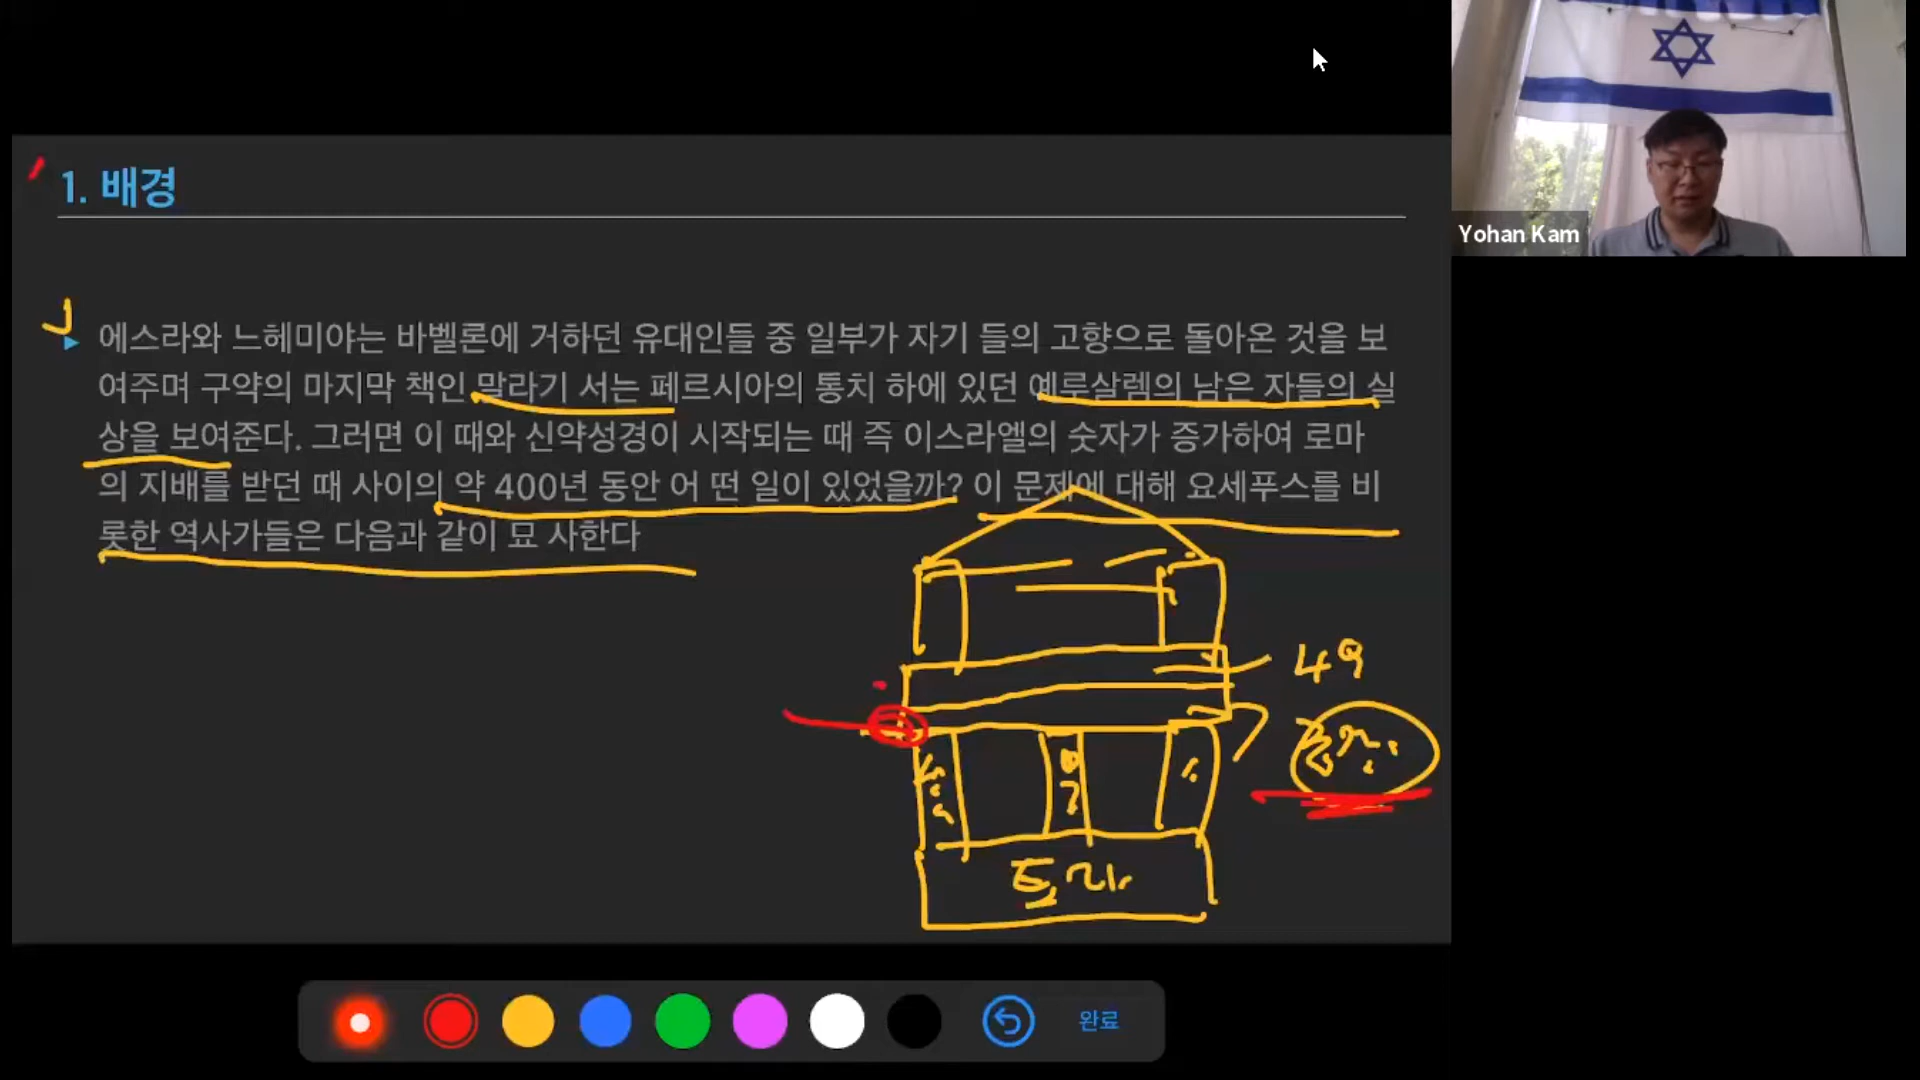 1. 배경
에스라와 느헤미야는 바벨론에 거하던 유대인들 중 일부가 자기 들의 고향으로 돌아온 것을 보
여주며 구약의 마지막 책인 말라기 서는 페르시아의 통치 하에 있던 예루살렘의 남은 자들의 실
상을 보여준다. 그러면 이 때와 신약성경이 시작되는 때 즉 이스라엘의 숫자가 증가하여 로마
의 지배를 받던 때 사이의 약 400년 동안 어 떤 일이 있었을까? 이 문제에 대해 요세푸스를 비
롯한 역사가들은 다음과 같이 묘 사한다
토라
Yohan Kam
완료